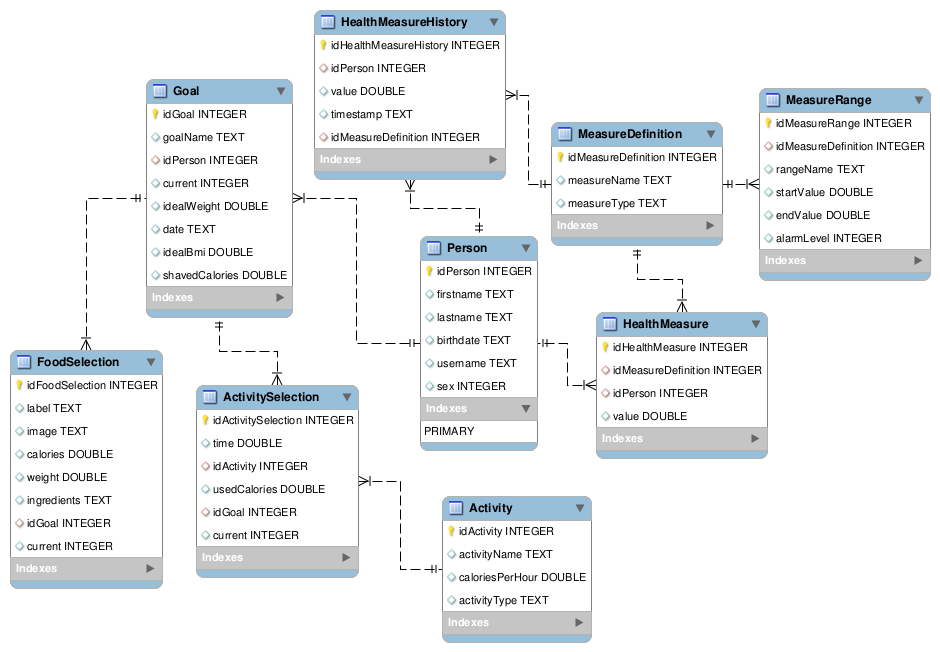 HealthMeasureHistory
idHealthMeasureHistory INTEGER
idPerson INTEGER
value DOUBLE
timestamp TEXT
idMeasureDefinition INTEGER
Indexes
Goal
idGoal INTEGER
goalName TEXT
idPerson INTEGER
current INTEGER
idealWeight DOUBLE
date TEXT
idealBmi DOUBLE
shavedCalories DOUBLE
Indexes
MeasureDefinition
idMeasureDefinition INTEGER
measureName TEXT
measureType TEXT
Indexes
MeasureRange
idMeasureRange INTEGER
idMeasureDefinition INTEGER
rangeName TEXT
startValue DOUBLE
endValue DOUBLE
alarmLevel INTEGER
Indexes
Person
idPerson INTEGER
firstname TEXT
lastname TEXT
birthdate TEXT
username TEXT
sex INTEGER
Indexes
PRIMARY
HealthMeasure
idHealthMeasure INTEGER
idMeasureDefinition INTEGER
idPerson INTEGER
value DOUBLE
Indexes
FoodSelection
idFoodSelection INTEGER
label TEXT
image TEXT
calories DOUBLE
weight DOUBLE
ingredients TEXT
idGoal INTEGER
current INTEGER
Indexes
ActivitySelection
idActivitySelection INTEGER
time DOUBLE
idActivity INTEGER
usedCalories DOUBLE
idGoal INTEGER
current INTEGER
Indexes
Activity
idActivity INTEGER
activityName TEXT
caloriesPerHour DOUBLE
activityType TEXT
Indexes